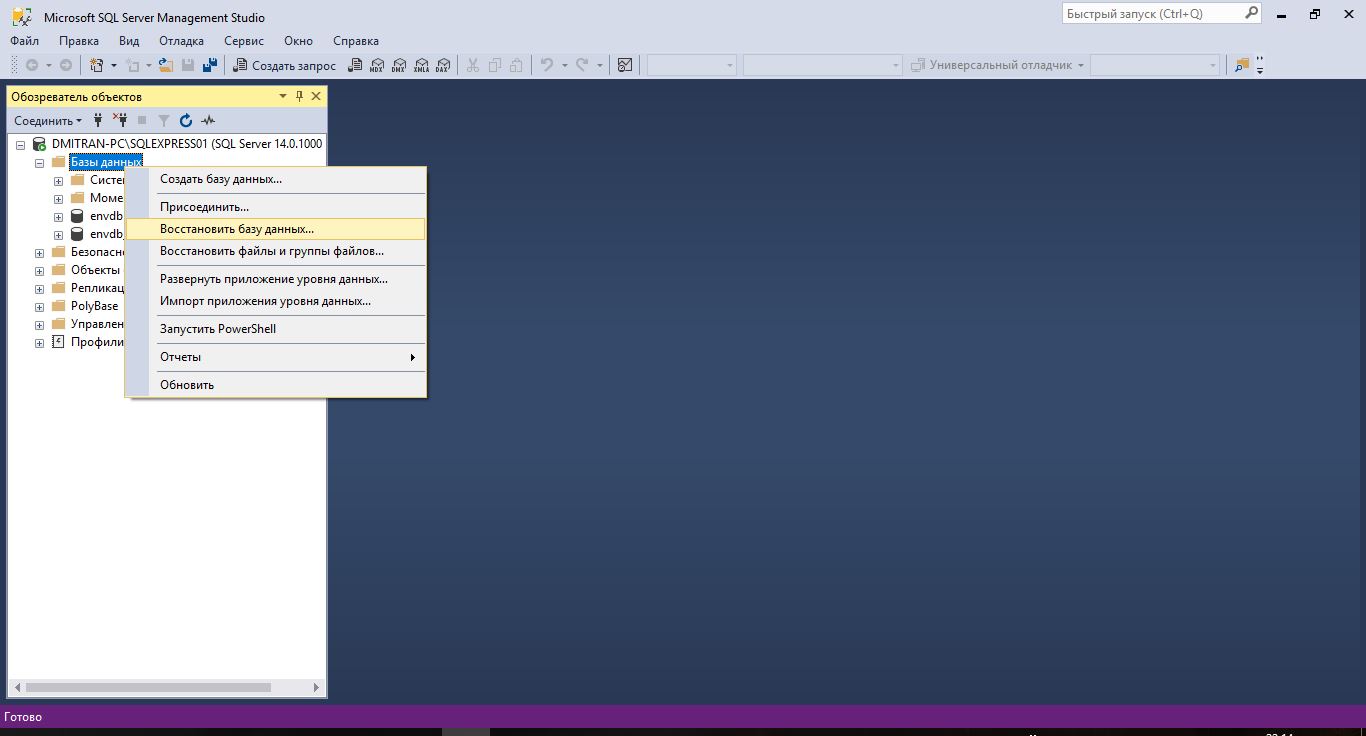 Microsoft SQL Server Management Studio
Быстрый запуск (Ctrl+Q)
Файл Правка Вид Отладка Сервис Окно Справка
Создать запрос MDX DMX XMLA DAX Универсальный отладчик
Обозреватель объектов
Соединить
DMITRAN-PC\SQLEXPRESS01 (SQL Server 14.0.1000
Базы данных
Систе
Моме
envdb
envdb
Безопасн
Объекты
Репликац
PolyBase
Управлен
Профили
Создать базу данных...
Присоединить...
Восстановить базу данных...
Восстановить файлы и группы файлов...
Развернуть приложение уровня данных...
Импорт приложения уровня данных...
Запустить PowerShell
Отчеты
Обновить
Готово